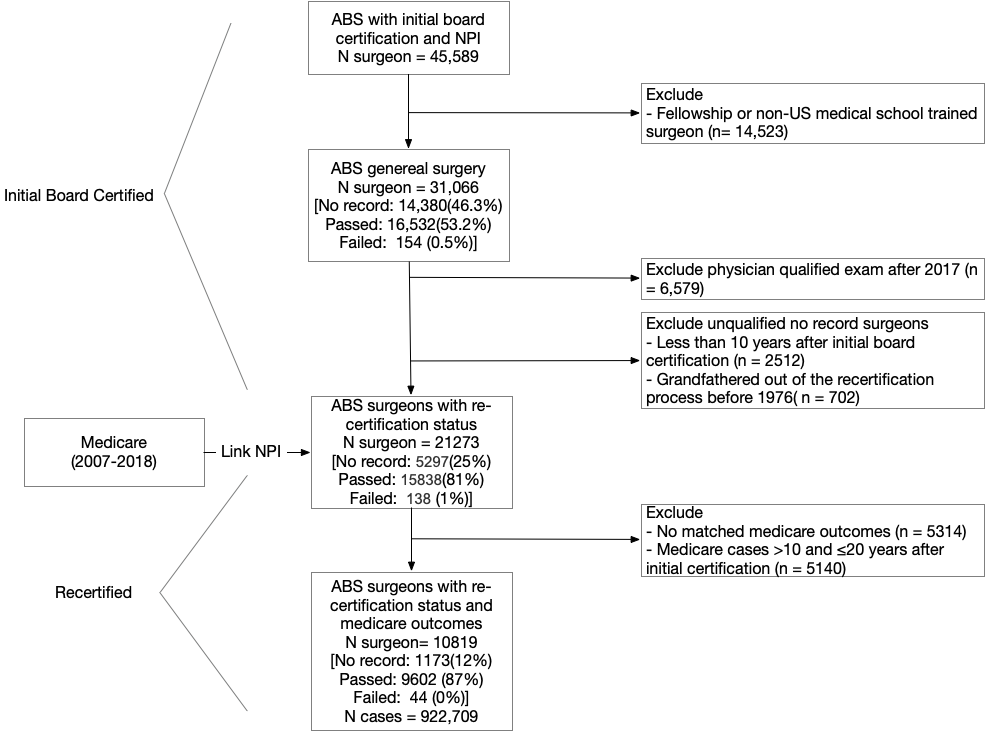 ABS with initial board
certification and NPI
N surgeon = 45,589
Exclude
- Fellowship or non-US medical school trained
surgeon (n= 14,523)
Initial Board Certified
ABS genereal surgery
N surgeon = 31,066
[No record: 14,380(46.3%)
Passed: 16,532(53.2%)
Failed: 154 (0.5%)]
Exclude physician qualified exam after 2017 (n
= 6,579)
Exclude unqualified no record surgeons
- Less than 10 years after initial board
certification (n = 2512)
- Grandfathered out of the recertification
process before 1976( n = 702)
Medicare
(2007-2018)
Link NPI
ABS surgeons with re-
certification status
N surgeon = 21273
[No record: 5297(25%)
Passed: 15838(81%)
Failed: 138 (1%)]
Exclude
- No matched medicare outcomes (n = 5314)
- Medicare cases >10 and ≤20 years after
initial certification (n = 5140)
Recertified
ABS surgeons with re-
certification status and
medicare outcomes
N surgeon= 10819
[No record: 1173(12%)
Passed: 9602 (87%)
Failed: 44 (0%)]
N cases = 922,709